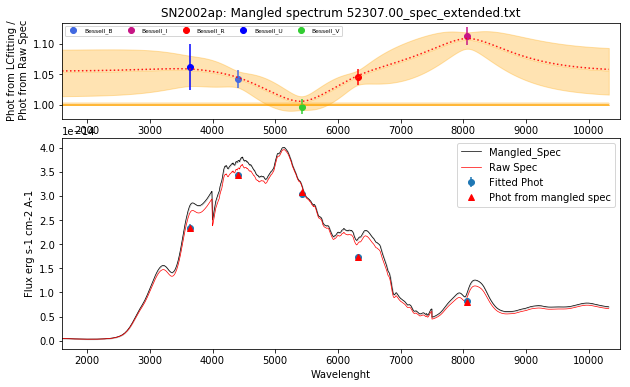 SN2002ap: Mangled spectrum 52307.00_spec_extended.txt
Phot from LCfitting /
Phot from Raw Spec
Bessell_B Bessell_I Bessell_R Bessell_U Bessell_V
1.10
1.05
1.00
2000 3000 4000 5000 6000 7000 8000 9000 10000
1e−14
Flux erg s-1 cm-2 A-1
4.0
3.5
3.0
2.5
2.0
1.5
1.0
0.5
0.0
Mangled_Spec
Raw Spec
Fitted Phot
Phot from mangled spec
2000 3000 4000 5000 6000 7000 8000 9000 10000
Wavelenght